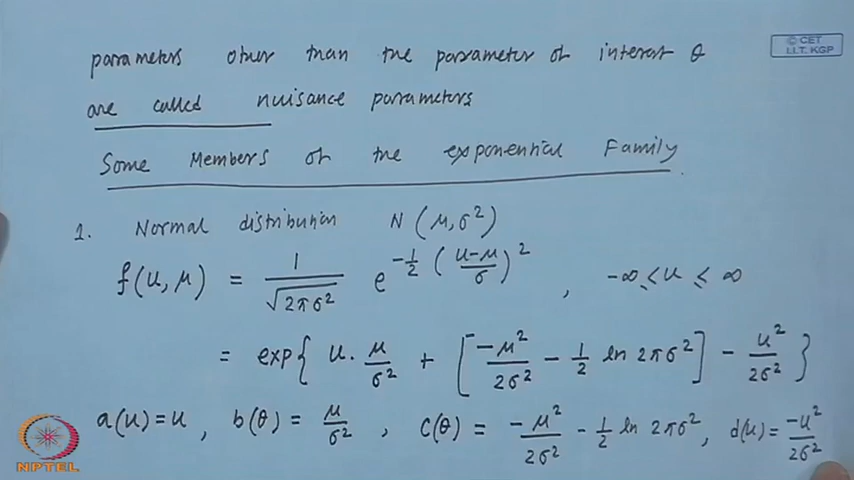 © CET
I.I.T. KGP
parameters other than the parameter of interest θ
are called nuisance parameters
Some Members of the exponential Family.
1. Normal distribution N(μ, σ²)
f(u, μ) = 1/√(2πσ²) e^{-1/2 ((u-μ)/σ)²}, -∞ ≤ u ≤ ∞
= exp{ u · μ/σ² + [ -μ²/2σ² - 1/2 ln 2πσ² ] - u²/2σ² }
a(u) = u, b(θ) = μ/σ², c(θ) = -μ²/2σ² - 1/2 ln 2πσ², d(u) = -u²/2σ²
NPTEL